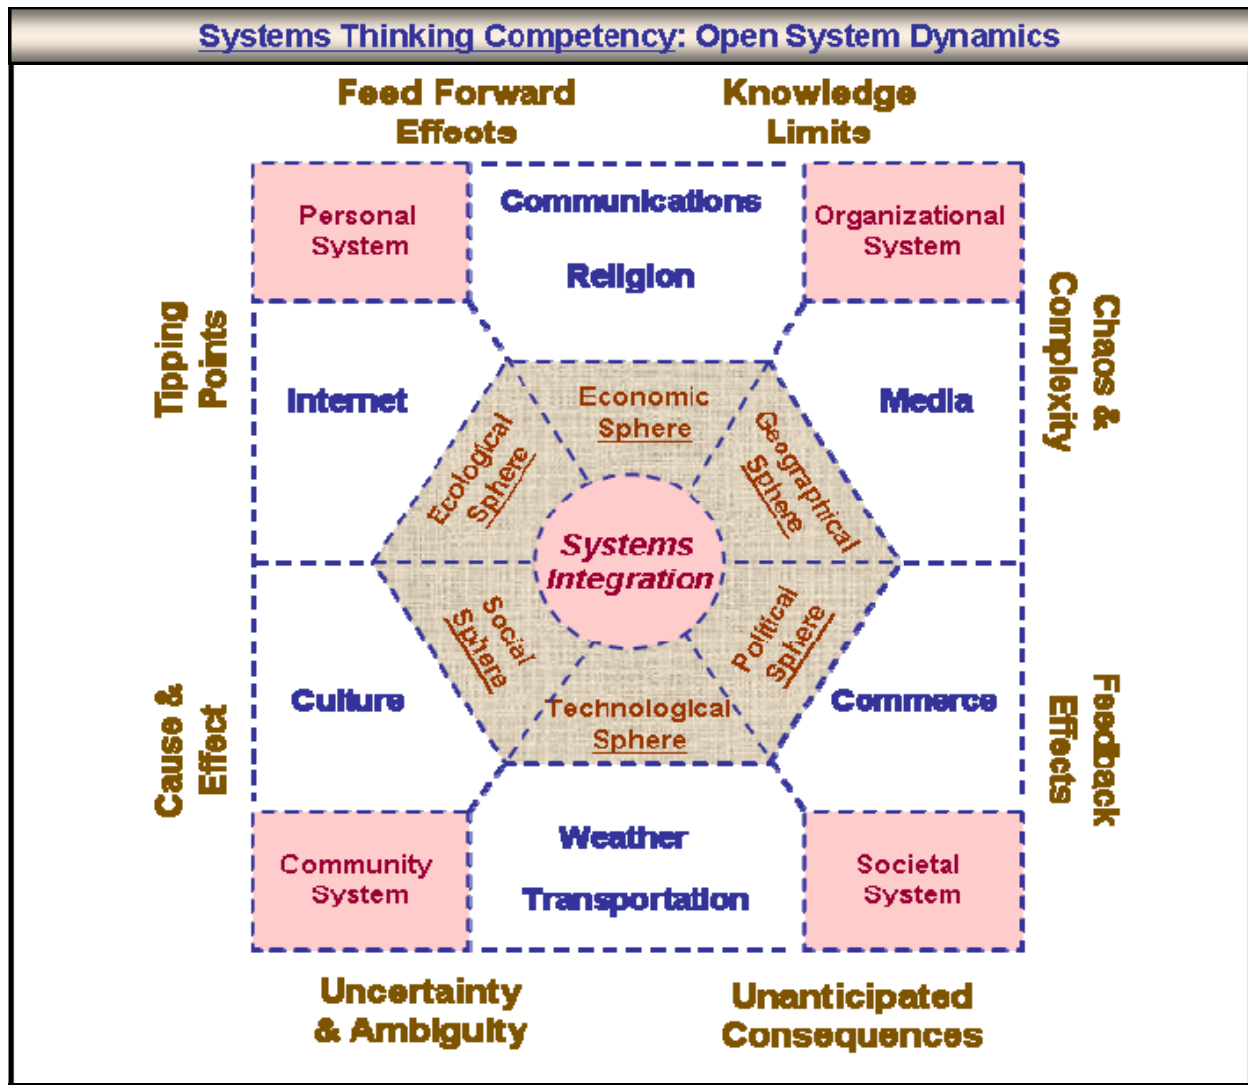 Systems Thinking Competency: Open System Dynamics
Feed Forward
Effects
Knowledge
Limits
Personal
System
Communications
Religion
Organizational
System
Tipping
Points
Chaos &
Complexity
Internet
Media
Economic
Sphere
Ecological
Sphere
Geographical
Sphere
Systems
Integration
Social
Sphere
Political
Sphere
Technological
Sphere
Culture
Commerce
Cause &
Effect
Feedback
Effects
Community
System
Weather
Transportation
Societal
System
Uncertainty
& Ambiguity
Unanticipated
Consequences